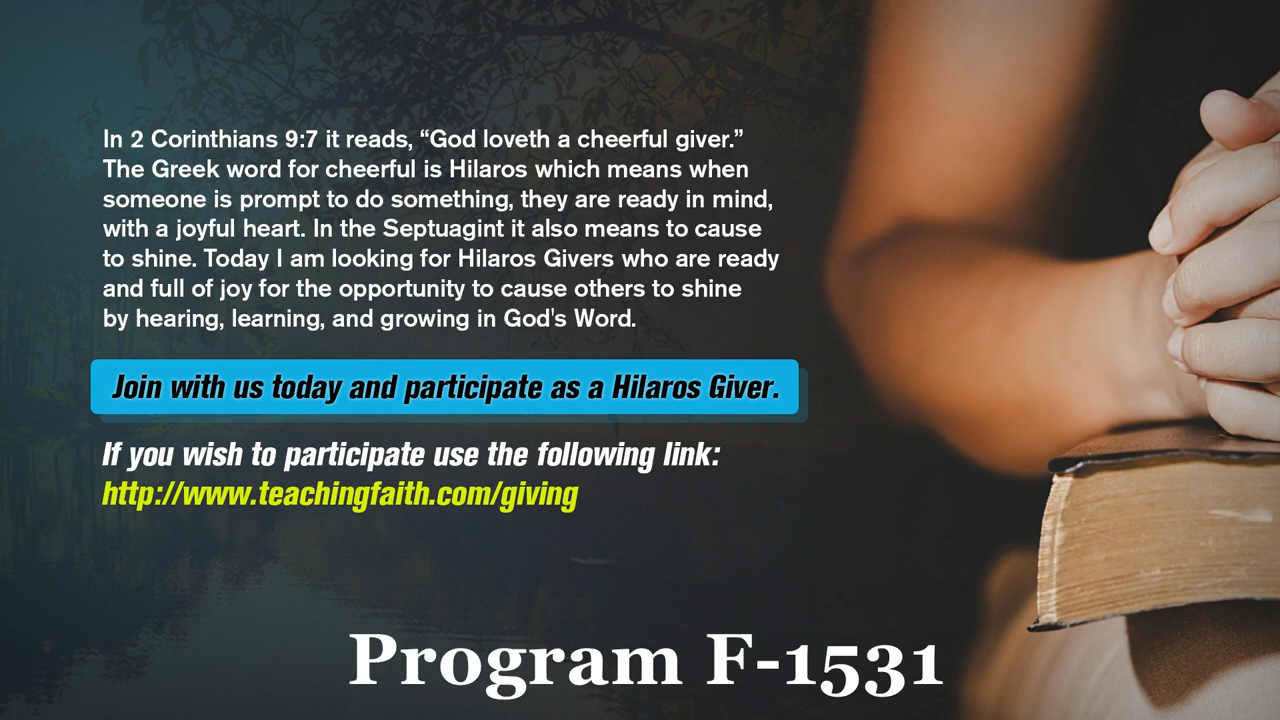 In 2 Corinthians 9:7 it reads, “God loveth a cheerful giver.”
The Greek word for cheerful is Hilaros which means when
someone is prompt to do something, they are ready in mind,
with a joyful heart. In the Septuagint it also means to cause
to shine. Today I am looking for Hilaros Givers who are ready
and full of joy for the opportunity to cause others to shine
by hearing, learning, and growing in God's Word.
Join with us today and participate as a Hilaros Giver.
If you wish to participate use the following link:
http://www.teachingfaith.com/giving
Program F-1531